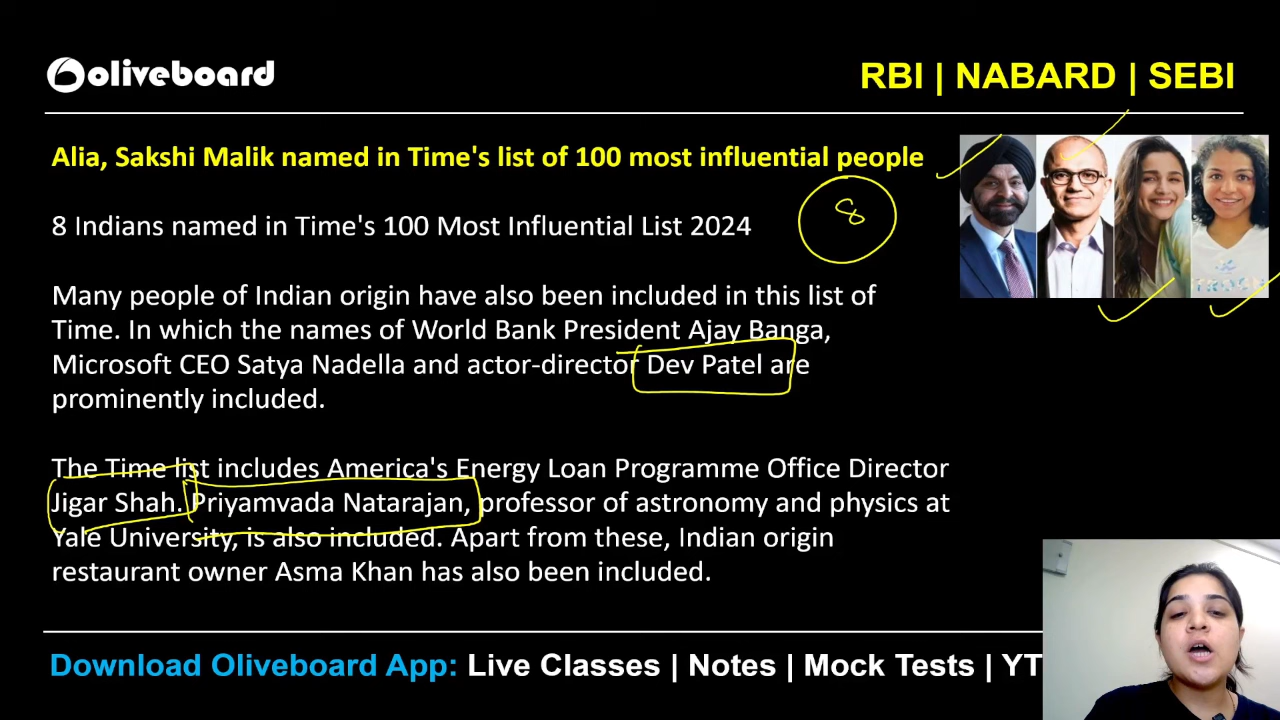 oliveboard
RBI | NABARD | SEBI
Alia, Sakshi Malik named in Time's list of 100 most influential people
8 Indians named in Time's 100 Most Influential List 2024
8
Many people of Indian origin have also been included in this list of
Time. In which the names of World Bank President Ajay Banga,
Microsoft CEO Satya Nadella and actor-director Dev Patel are
prominently included.
The Time list includes America's Energy Loan Programme Office Director
Jigar Shah. Priyamvada Natarajan, professor of astronomy and physics at
Yale University, is also included. Apart from these, Indian origin
restaurant owner Asma Khan has also been included.
Download Oliveboard App: Live Classes | Notes | Mock Tests | YT